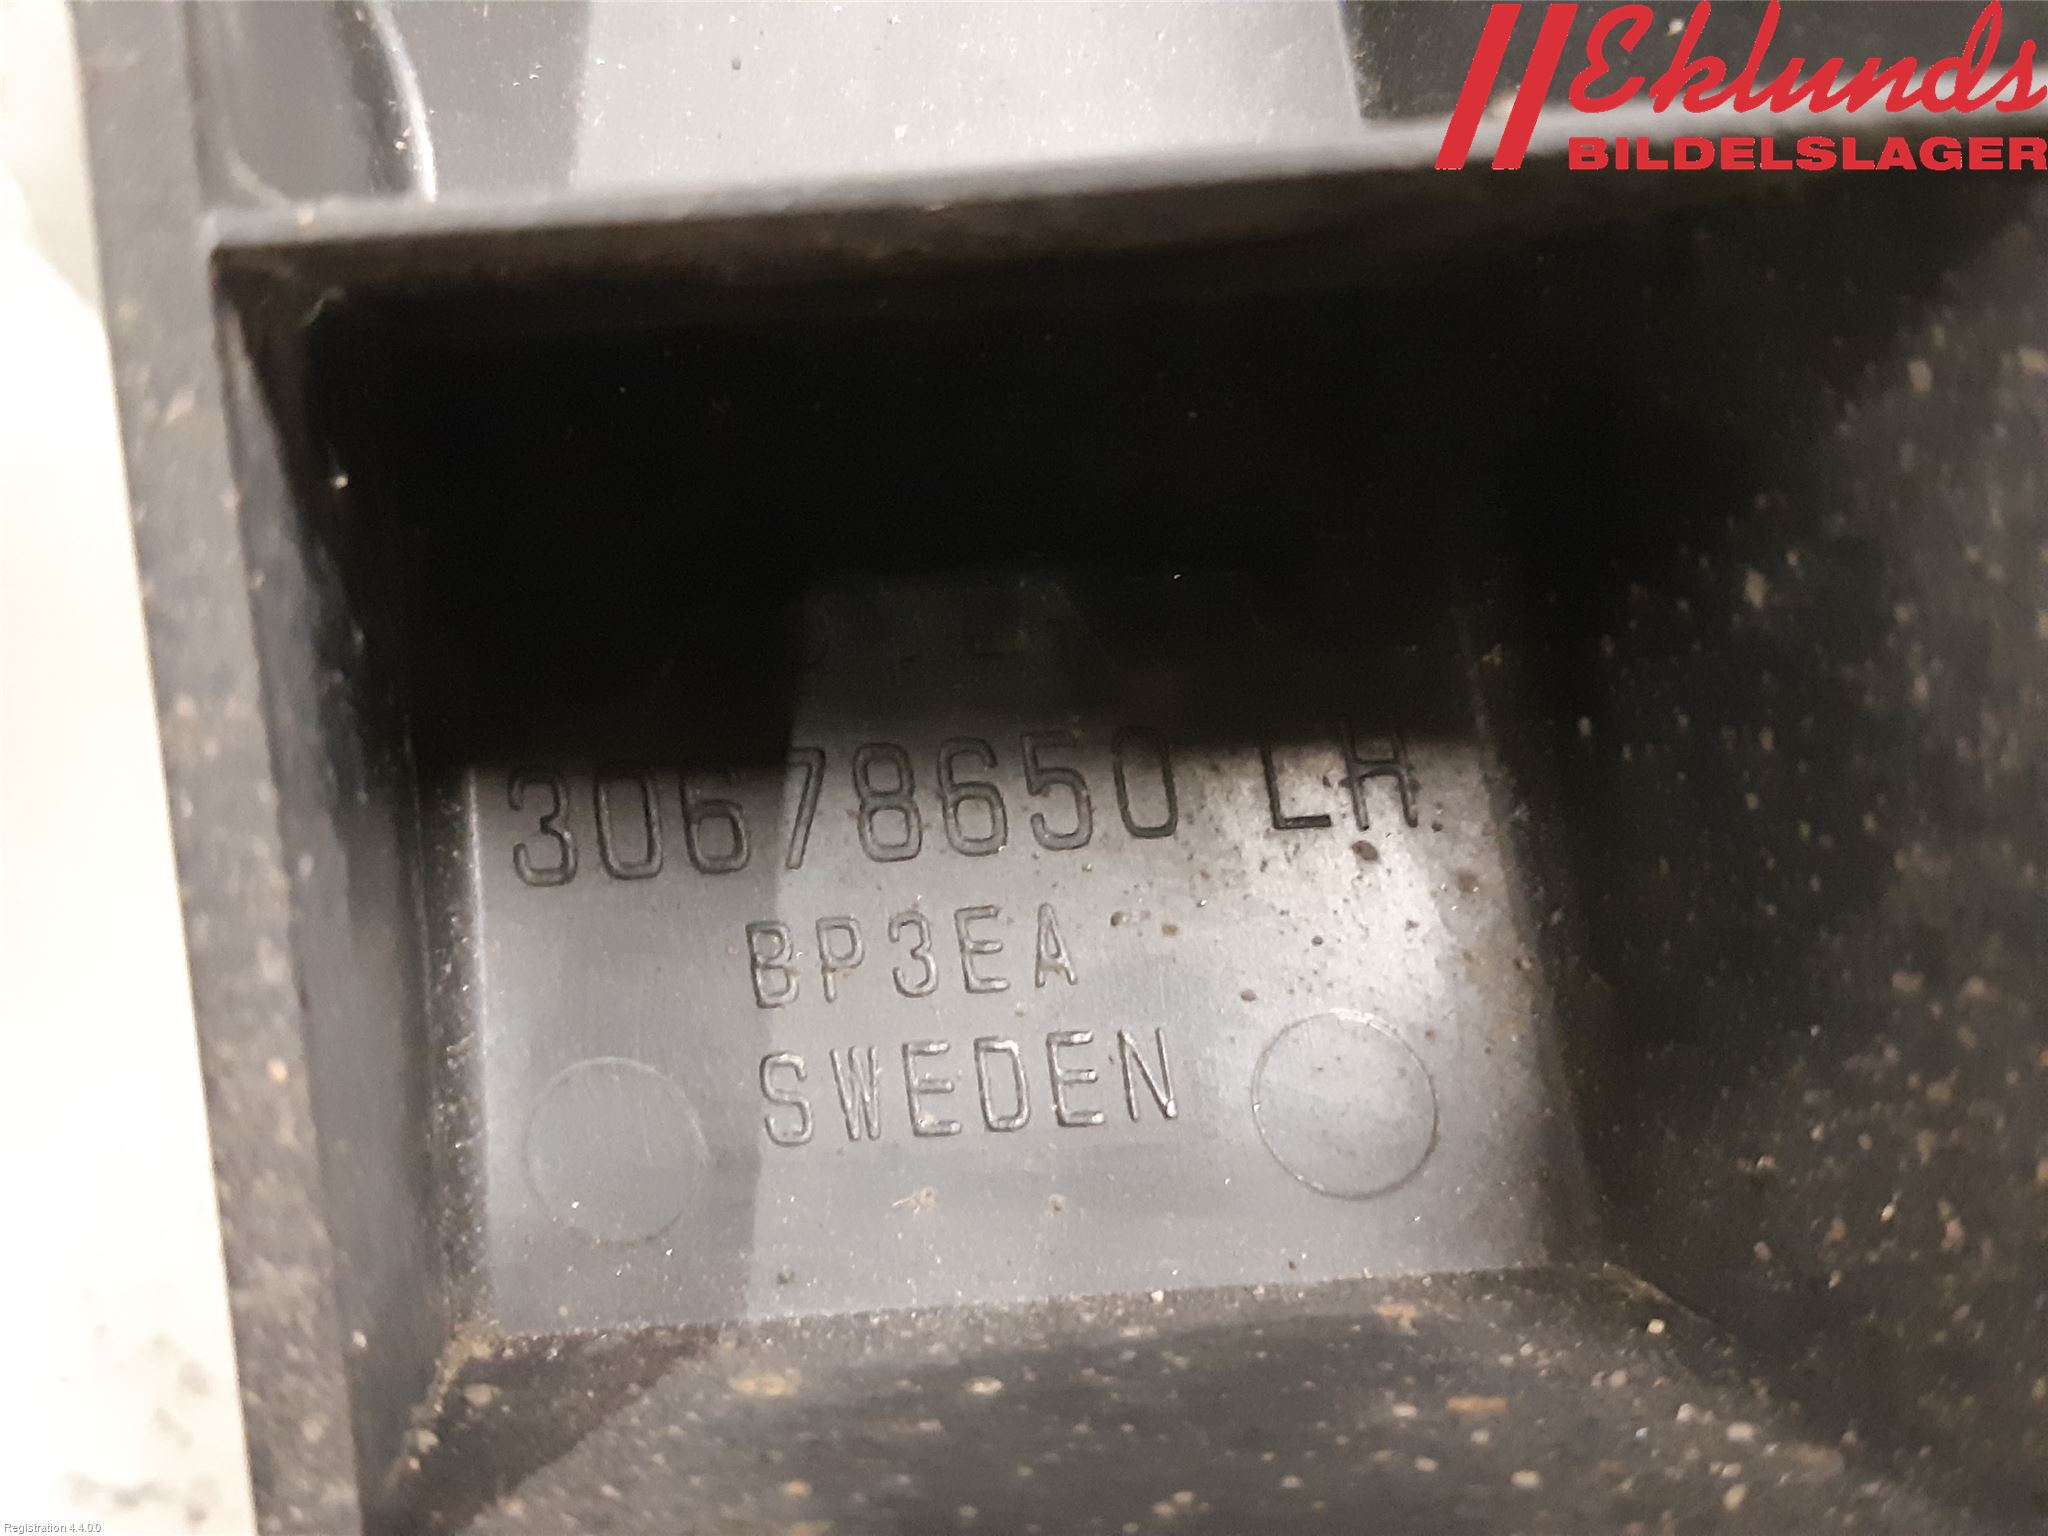 Eklunds
BILDELSLAGER
30678650 LH
BP3EA
SWEDEN
Registration 4.4.0.0